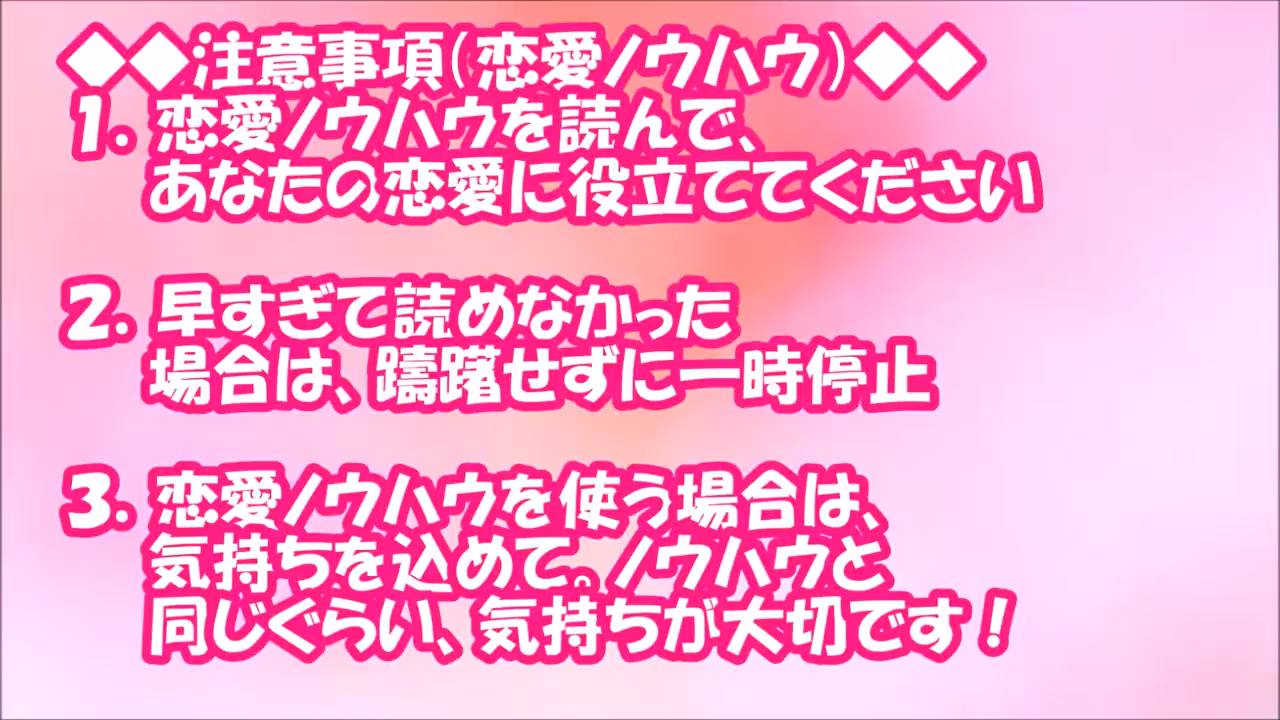 ◆◆注意事項(恋愛ノウハウ)◆◆
1. 恋愛ノウハウを読んで、
あなたの恋愛に役立ててください
2. 早すぎて読めなかった
場合は、躊躇せずに一時停止
3. 恋愛ノウハウを使う場合は、
気持ちを込めて。ノウハウと
同じぐらい、気持ちが大切です！